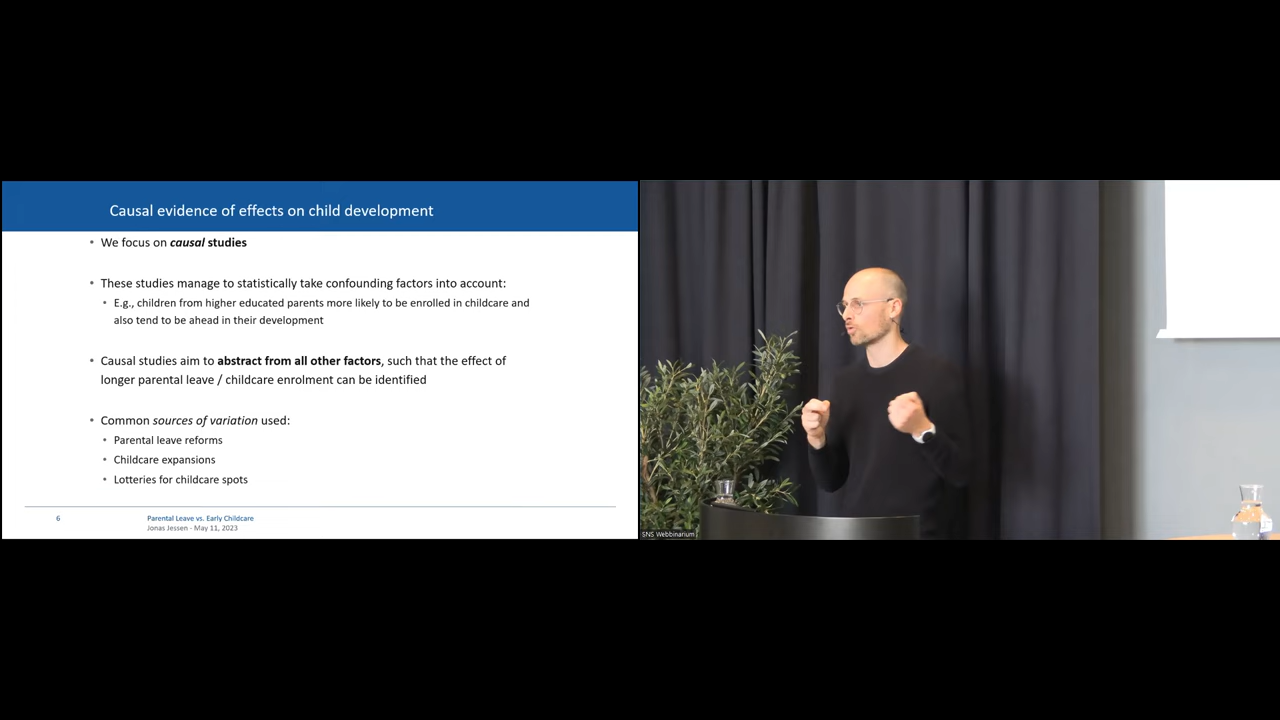 Causal evidence of effects on child development
• We focus on causal studies
• These studies manage to statistically take confounding factors into account:
• E.g., children from higher educated parents more likely to be enrolled in childcare and
also tend to be ahead in their development
• Causal studies aim to abstract from all other factors, such that the effect of
longer parental leave / childcare enrolment can be identified
• Common sources of variation used:
• Parental leave reforms
• Childcare expansions
• Lotteries for childcare spots
6
Parental Leave vs. Early Childcare
Jonas Jessen - May 11, 2023
SNS Webbinarium